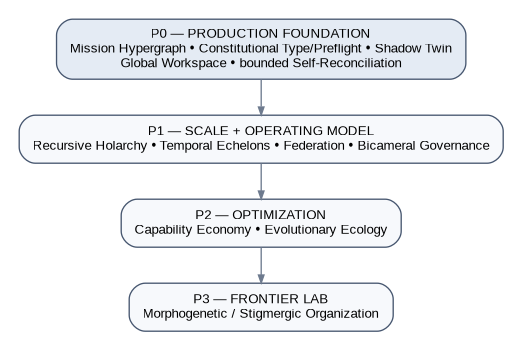 P0 — PRODUCTION FOUNDATION
Mission Hypergraph • Constitutional Type/Preflight • Shadow Twin
Global Workspace • bounded Self-Reconciliation
P1 — SCALE + OPERATING MODEL
Recursive Holarchy • Temporal Echelons • Federation • Bicameral Governance
P2 — OPTIMIZATION
Capability Economy • Evolutionary Ecology
P3 — FRONTIER LAB
Morphogenetic / Stigmergic Organization